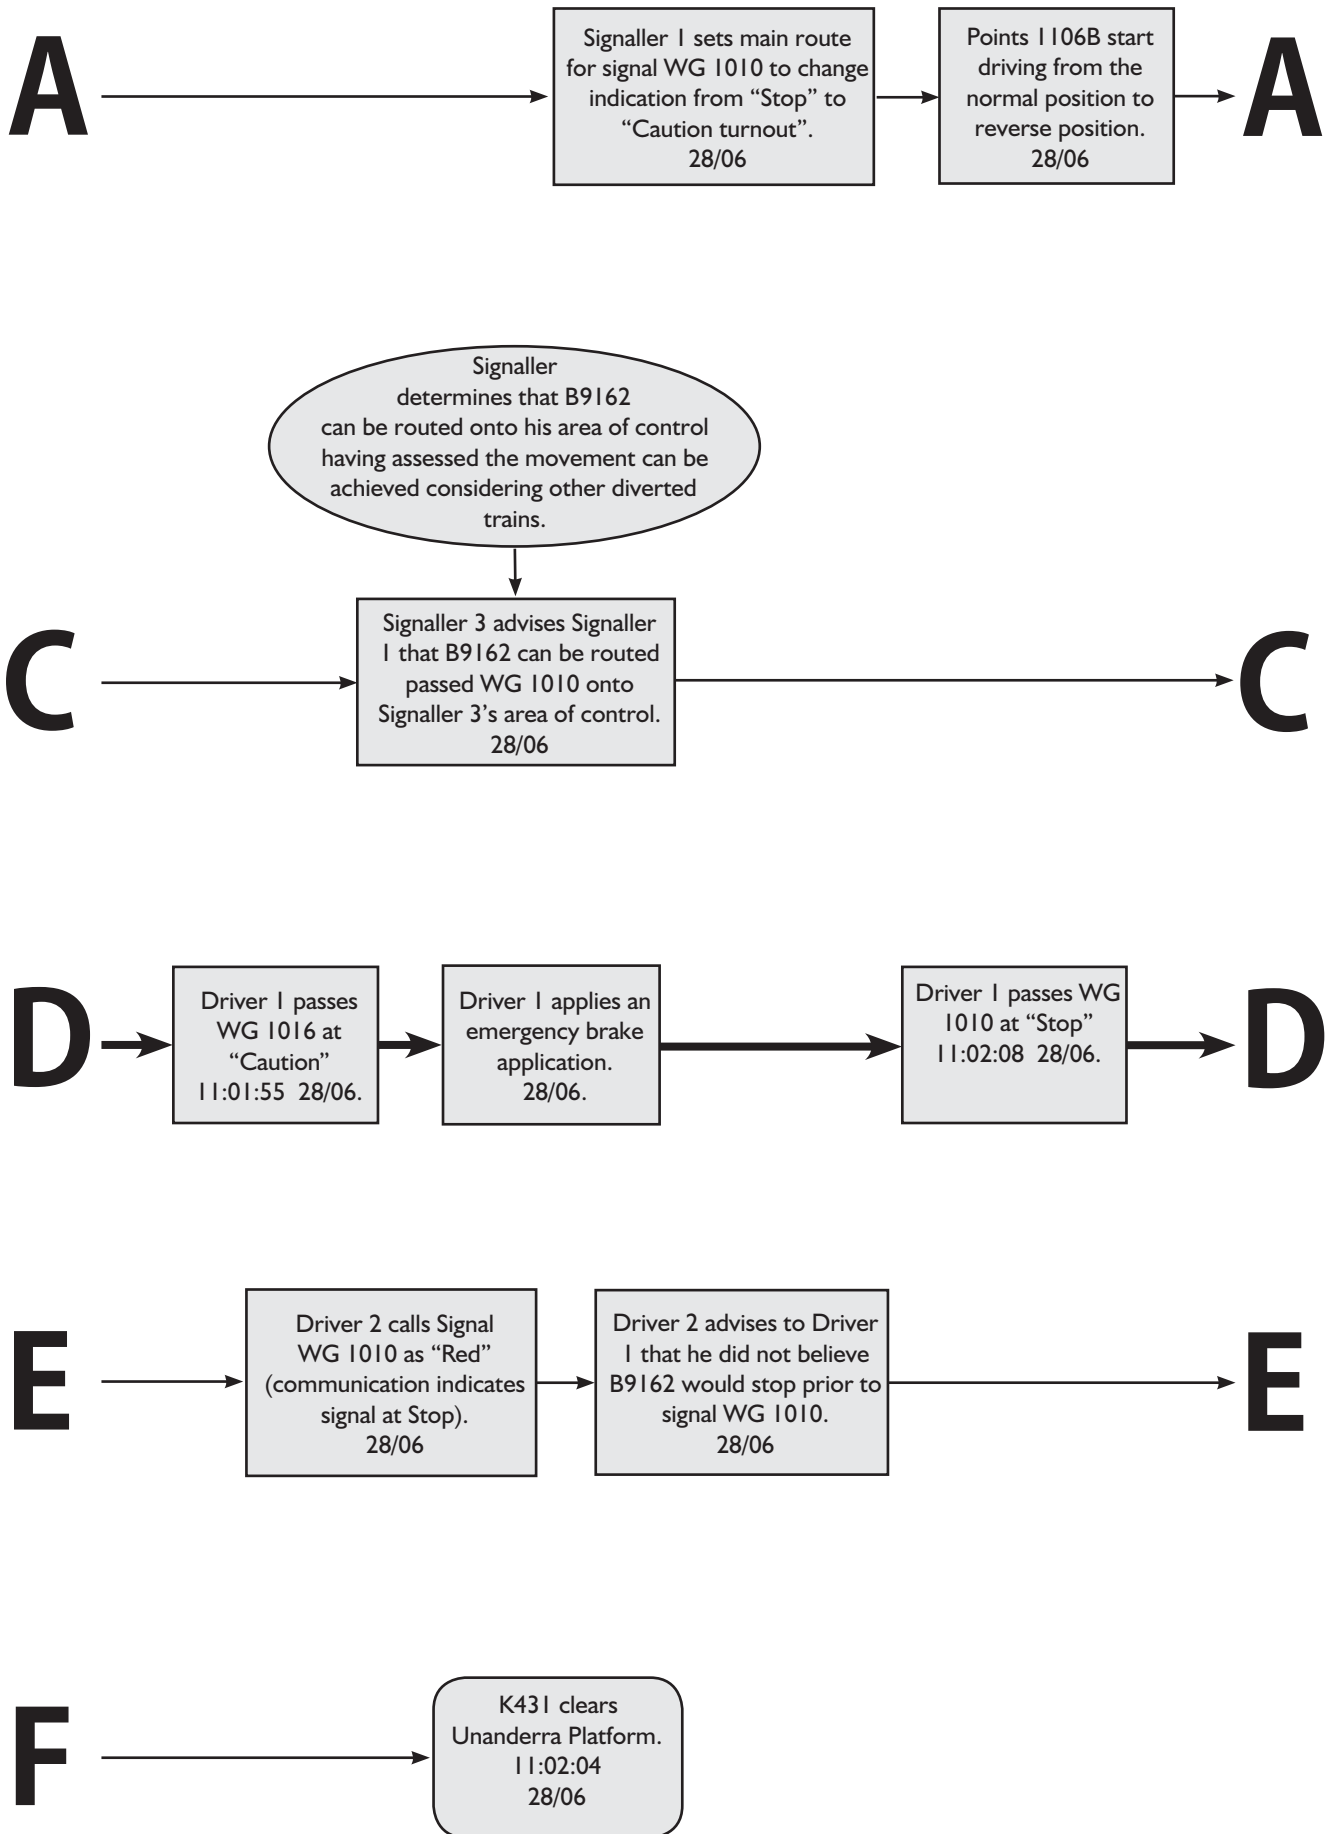 A
Signaller 1 sets main route
for signal WG 1010 to change
indication from “Stop” to
“Caution turnout”.
28/06
Points 1106B start
driving from the
normal position to
reverse position.
28/06
A
Signaller
determines that B9162
can be routed onto his area of control
having assessed the movement can be
achieved considering other diverted
trains.
C
Signaller 3 advises Signaller
1 that B9162 can be routed
passed WG 1010 onto
Signaller 3’s area of control.
28/06
C
D
Driver 1 passes
WG 1016 at
“Caution”
11:01:55 28/06.
Driver 1 applies an
emergency brake
application.
28/06.
Driver 1 passes WG
1010 at “Stop”
11:02:08 28/06.
D
E
Driver 2 calls Signal
WG 1010 as “Red”
(communication indicates
signal at Stop).
28/06
Driver 2 advises to Driver
1 that he did not believe
B9162 would stop prior to
signal WG 1010.
28/06
E
F
K431 clears
Unanderra Platform.
11:02:04
28/06